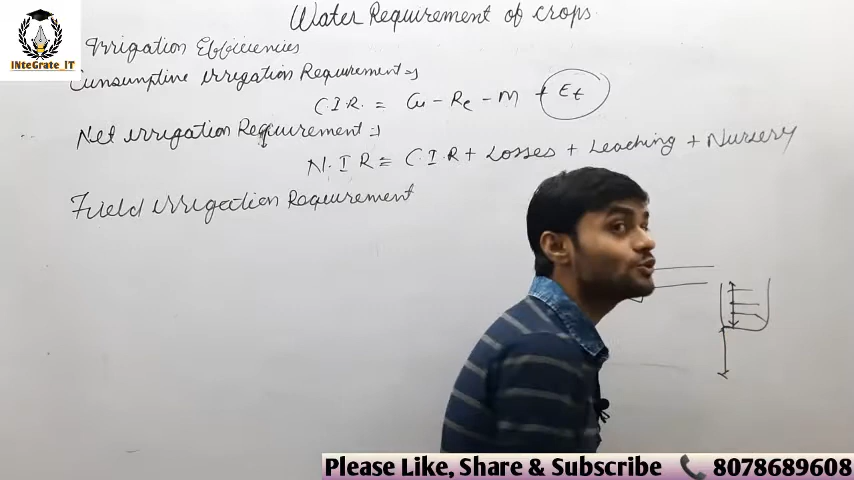 Water Requirement of crops.
Irrigation Efficiencies
Consumptive irrigation Requirement⇒
C.I.R. = Cu - Re - M + Et
Net irrigation Requirement⇒
N.I.R = C.I.R + Losses + Leaching + Nursery
Field irrigation Requirement
INteGrate_IT
Please Like, Share & Subscribe 8078689608